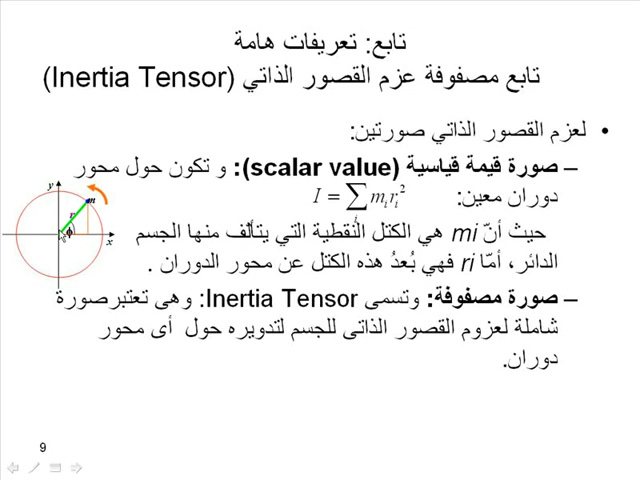 تابع: تعريفات هامة
تابع مصفوفة عزم القصور الذاتي (Inertia Tensor)
• لعزم القصور الذاتي صورتين:
– صورة قيمة قياسية (scalar value): و تكون حول محور
دوران معين: I = ∑ᵢ mᵢrᵢ²
حيث أنّ mi هي الكتل النُقطية التي يتألف منها الجسم
الدائر، أمّا ri فهي بُعدُ هذه الكتل عن محور الدوران .
– صورة مصفوفة: وتسمى Inertia Tensor: وهى تعتبرصورة
شاملة لعزوم القصور الذاتى للجسم لتدويره حول أى محور
دوران.
y
m
r
ϕ
x
9